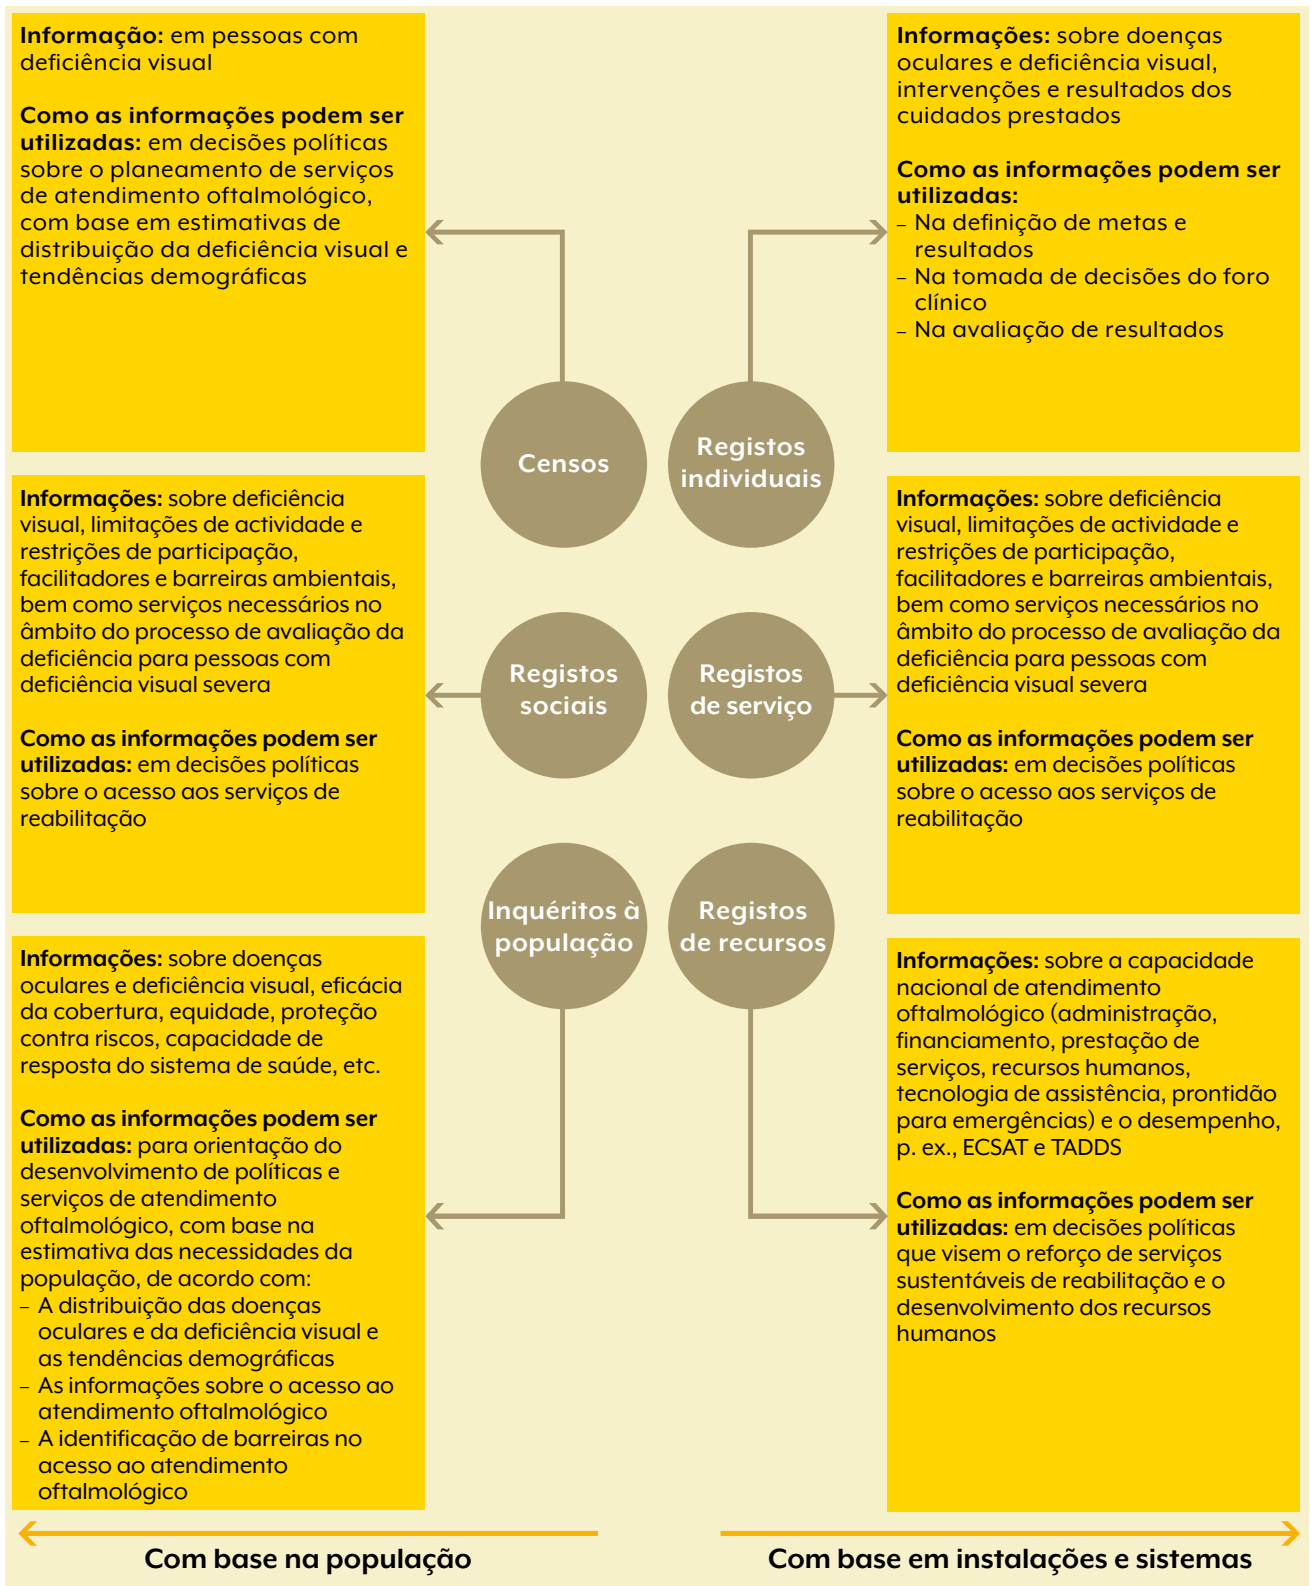 Informação: em pessoas com
deficiência visual
Como as informações podem ser
utilizadas: em decisões políticas
sobre o planeamento de serviços
de atendimento oftalmológico,
com base em estimativas de
distribuição da deficiência visual e
tendências demográficas
Informações: sobre doenças
oculares e deficiência visual,
intervenções e resultados dos
cuidados prestados
Como as informações podem ser
utilizadas:
– Na definição de metas e
resultados
– Na tomada de decisões do foro
clínico
– Na avaliação de resultados
Censos
Registos
individuais
Informações: sobre deficiência
visual, limitações de actividade e
restrições de participação,
facilitadores e barreiras ambientais,
bem como serviços necessários no
âmbito do processo de avaliação da
deficiência para pessoas com
deficiência visual severa
Como as informações podem ser
utilizadas: em decisões políticas
sobre o acesso aos serviços de
reabilitação
Registos
sociais
Registos
de serviço
Informações: sobre deficiência
visual, limitações de actividade e
restrições de participação,
facilitadores e barreiras ambientais,
bem como serviços necessários no
âmbito do processo de avaliação da
deficiência para pessoas com
deficiência visual severa
Como as informações podem ser
utilizadas: em decisões políticas
sobre o acesso aos serviços de
reabilitação
Inquéritos à
população
Registos
de recursos
Informações: sobre doenças
oculares e deficiência visual, eficácia
da cobertura, equidade, proteção
contra riscos, capacidade de
resposta do sistema de saúde, etc.
Como as informações podem ser
utilizadas: para orientação do
desenvolvimento de políticas e
serviços de atendimento
oftalmológico, com base na
estimativa das necessidades da
população, de acordo com:
– A distribuição das doenças
oculares e da deficiência visual e
as tendências demográficas
– As informações sobre o acesso ao
atendimento oftalmológico
– A identificação de barreiras no
acesso ao atendimento
oftalmológico
Informações: sobre a capacidade
nacional de atendimento
oftalmológico (administração,
financiamento, prestação de
serviços, recursos humanos,
tecnologia de assistência, prontidão
para emergências) e o desempenho,
p. ex., ECSAT e TADDS
Como as informações podem ser
utilizadas: em decisões políticas
que visem o reforço de serviços
sustentáveis de reabilitação e o
desenvolvimento dos recursos
humanos
Com base na população
Com base em instalações e sistemas